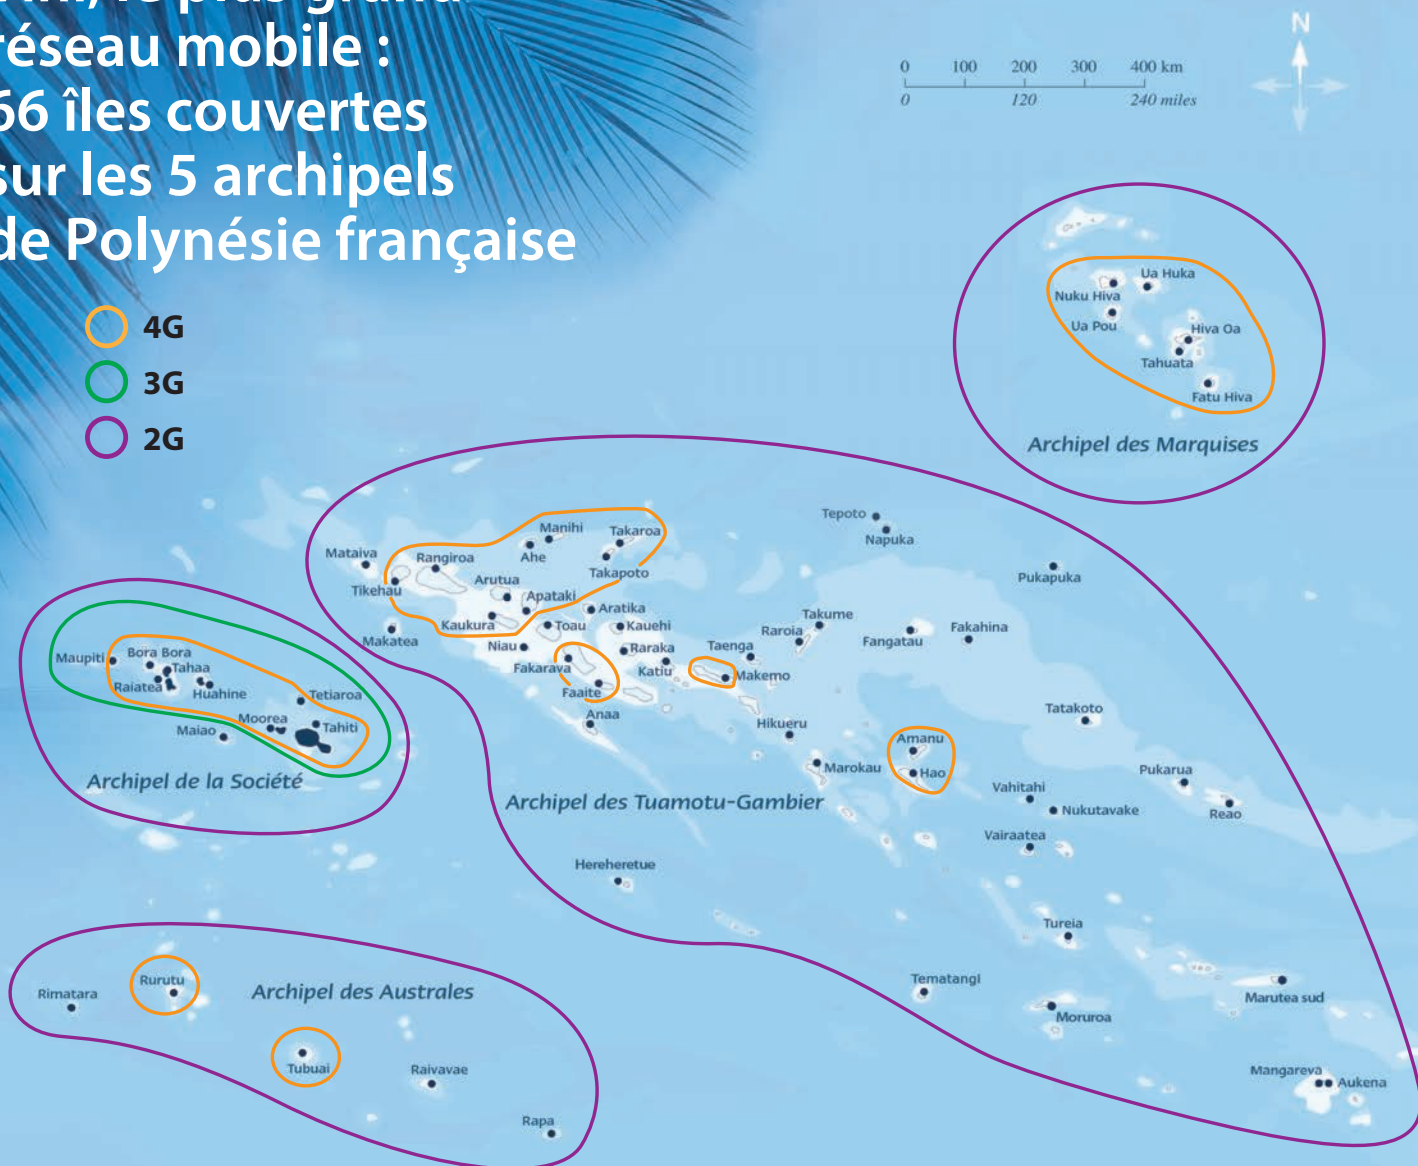 réseau mobile :
66 îles couvertes
sur les 5 archipels
de Polynésie française
4G
3G
2G
0 100 200 300 400 km
0 120 240 miles
N
Ua Huka
Nuku Hiva
Ua Pou
Hiva Oa
Tahuata
Fatu Hiva
Archipel des Marquises
Tepoto
Napuka
Pukapuka
Manihi
Takaroa
Mataiva
Rangiroa
Ahe
Takapoto
Tikehau
Arutua
Apataki
Aratika
Kaukura
Toau
Kauehi
Makatea
Niau
Raraka
Taenga
Raroia
Takume
Fangatau
Fakahina
Fakarava
Katiu
Makemo
Faaite
Anaa
Hikueru
Tatakoto
Amanu
Marokau
Hao
Pukarua
Vahitahi
Reao
Nukutavake
Vairaatea
Archipel des Tuamotu-Gambier
Hereheretue
Tureia
Tematangi
Marutea sud
Moruroa
Mangareva
Aukena
Maupiti
Bora Bora
Tahaa
Raiatea
Huahine
Tetiaroa
Moorea
Tahiti
Maiao
Archipel de la Société
Rurutu
Archipel des Australes
Rimatara
Tubuai
Raivavae
Rapa